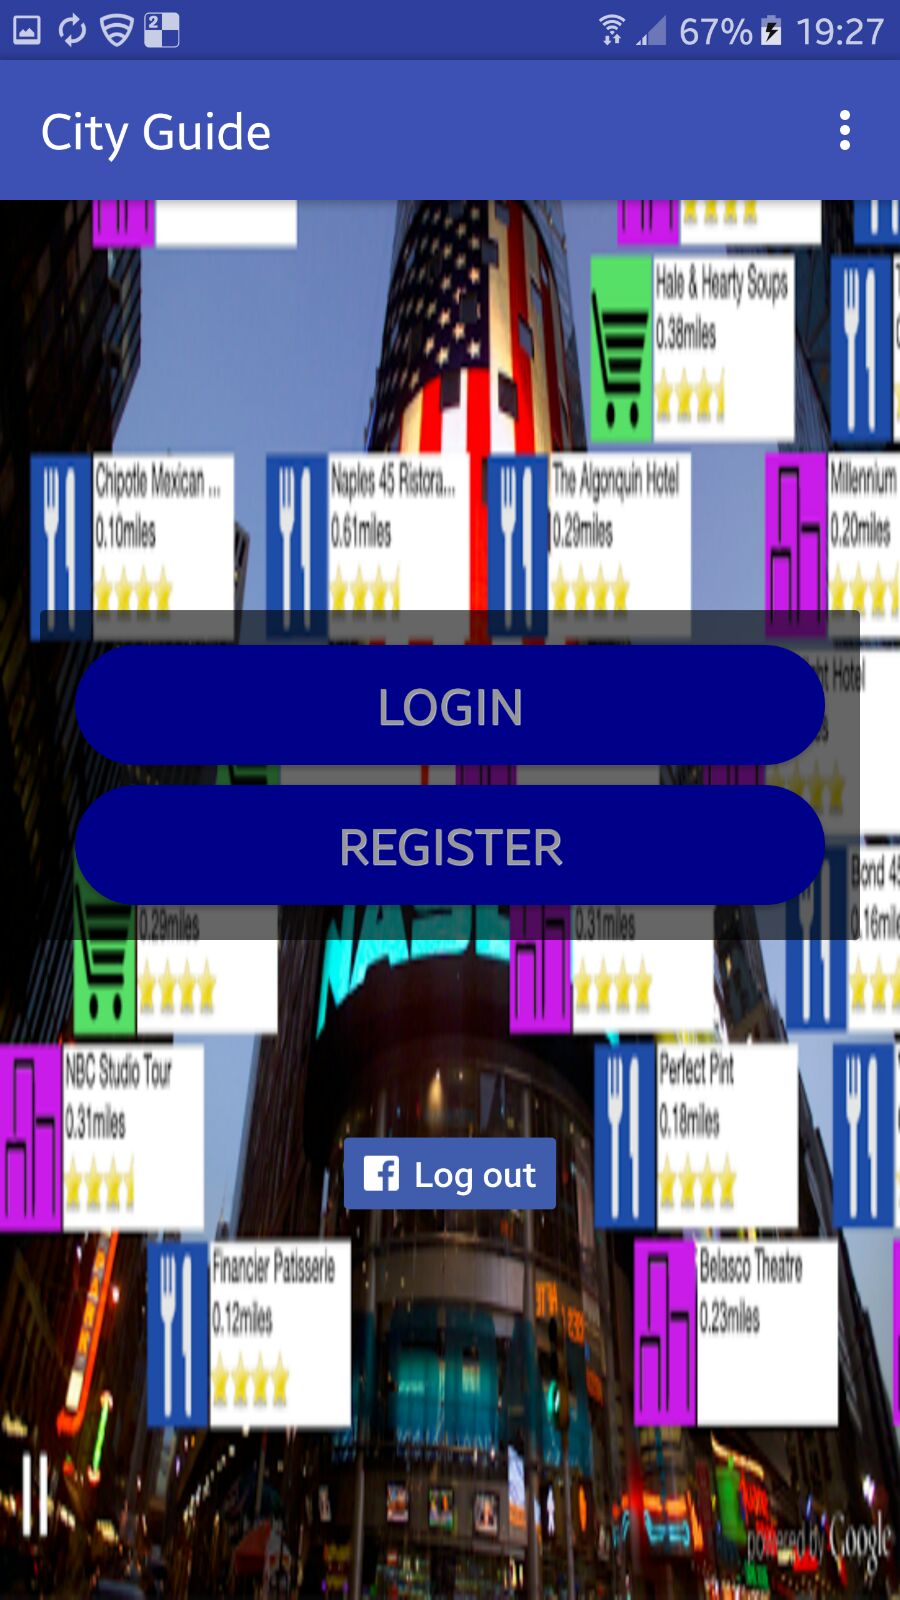 2
67%
19:27
City Guide
Hale & Hearty Soups
0.38miles
Chipotle Mexican ...
0.10miles
Naples 45 Ristora...
0.61miles
The Algonquin Hotel
0.29miles
Millennium
0.20miles
Hotel
LOGIN
REGISTER
0.29miles
0.31miles
Bond 45
0.16mile
NBC Studio Tour
0.31miles
Perfect Pint
0.18miles
Log out
Financier Patisserie
0.12miles
Belasco Theatre
0.23miles
powered by Google